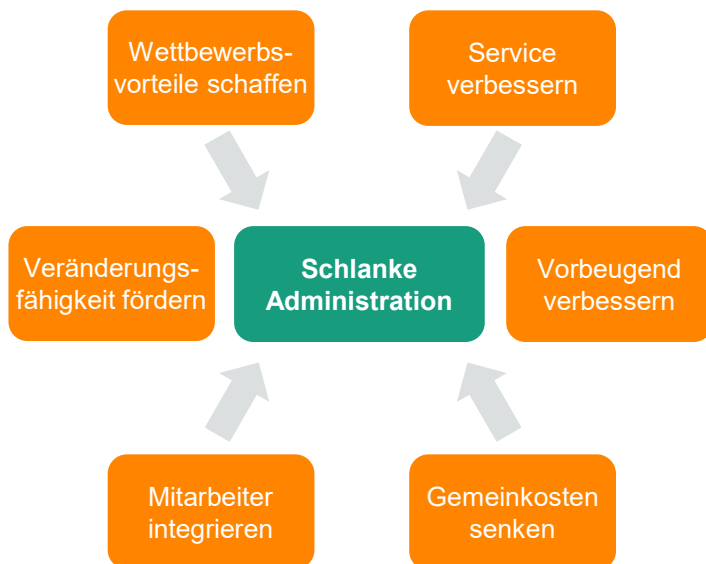 Wettbewerbs-
vorteile schaffen
Service
verbessern
Veränderungs-
fähigkeit fördern
Schlanke
Administration
Vorbeugend
verbessern
Mitarbeiter
integrieren
Gemeinkosten
senken